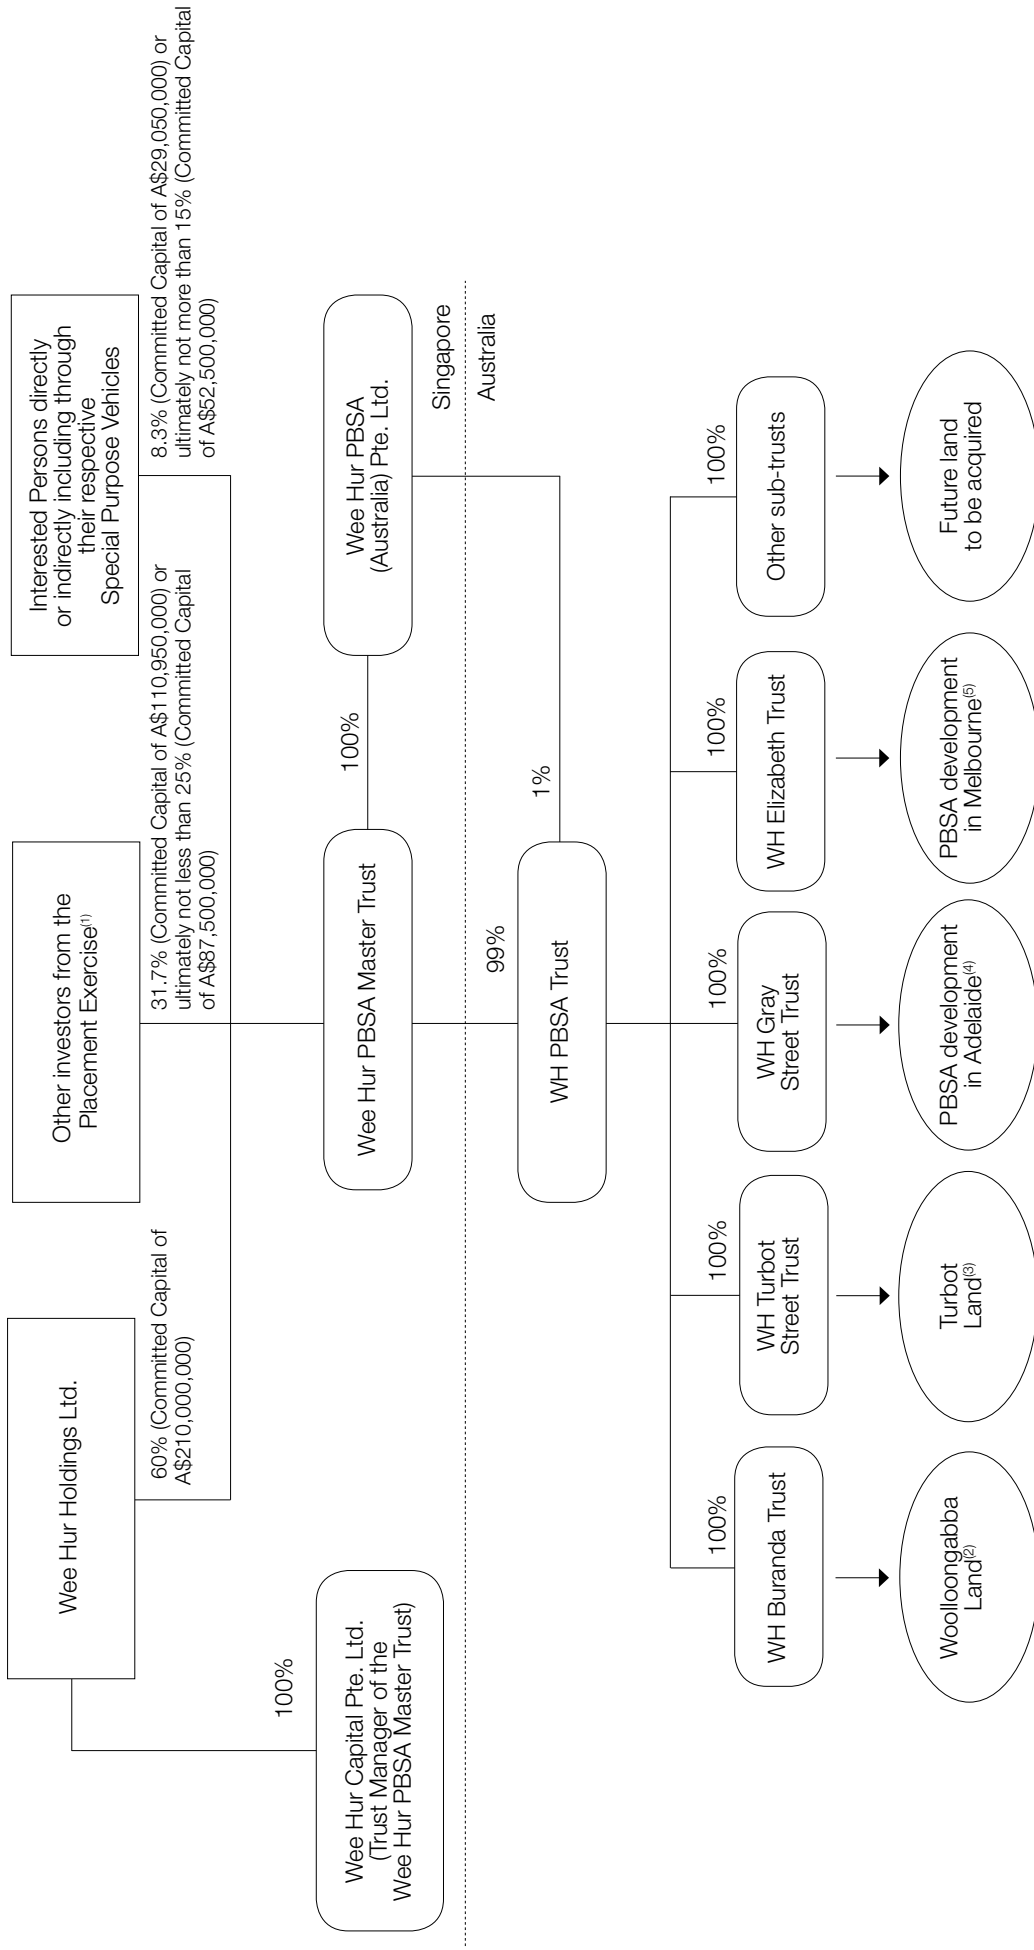 Wee Hur Holdings Ltd.
Other investors from the
Placement Exercise(1)
Interested Persons directly
or indirectly including through
their respective
Special Purpose Vehicles
60% (Committed Capital of
A$210,000,000)
31.7% (Committed Capital of A$110,950,000) or
ultimately not less than 25% (Committed Capital
of A$87,500,000)
8.3% (Committed Capital of A$29,050,000) or
ultimately not more than 15% (Committed Capital
of A$52,500,000)
100%
Wee Hur Capital Pte. Ltd.
(Trust Manager of the
Wee Hur PBSA Master Trust)
Wee Hur PBSA Master Trust
100%
Wee Hur PBSA
(Australia) Pte. Ltd.
Singapore
Australia
99%
1%
WH PBSA Trust
100%
100%
100%
100%
100%
WH Buranda Trust
WH Turbot
Street Trust
WH Gray
Street Trust
WH Elizabeth Trust
Other sub-trusts
Woolloongabba
Land(2)
Turbot
Land(3)
PBSA development
in Adelaide(4)
PBSA development
in Melbourne(5)
Future land
to be acquired